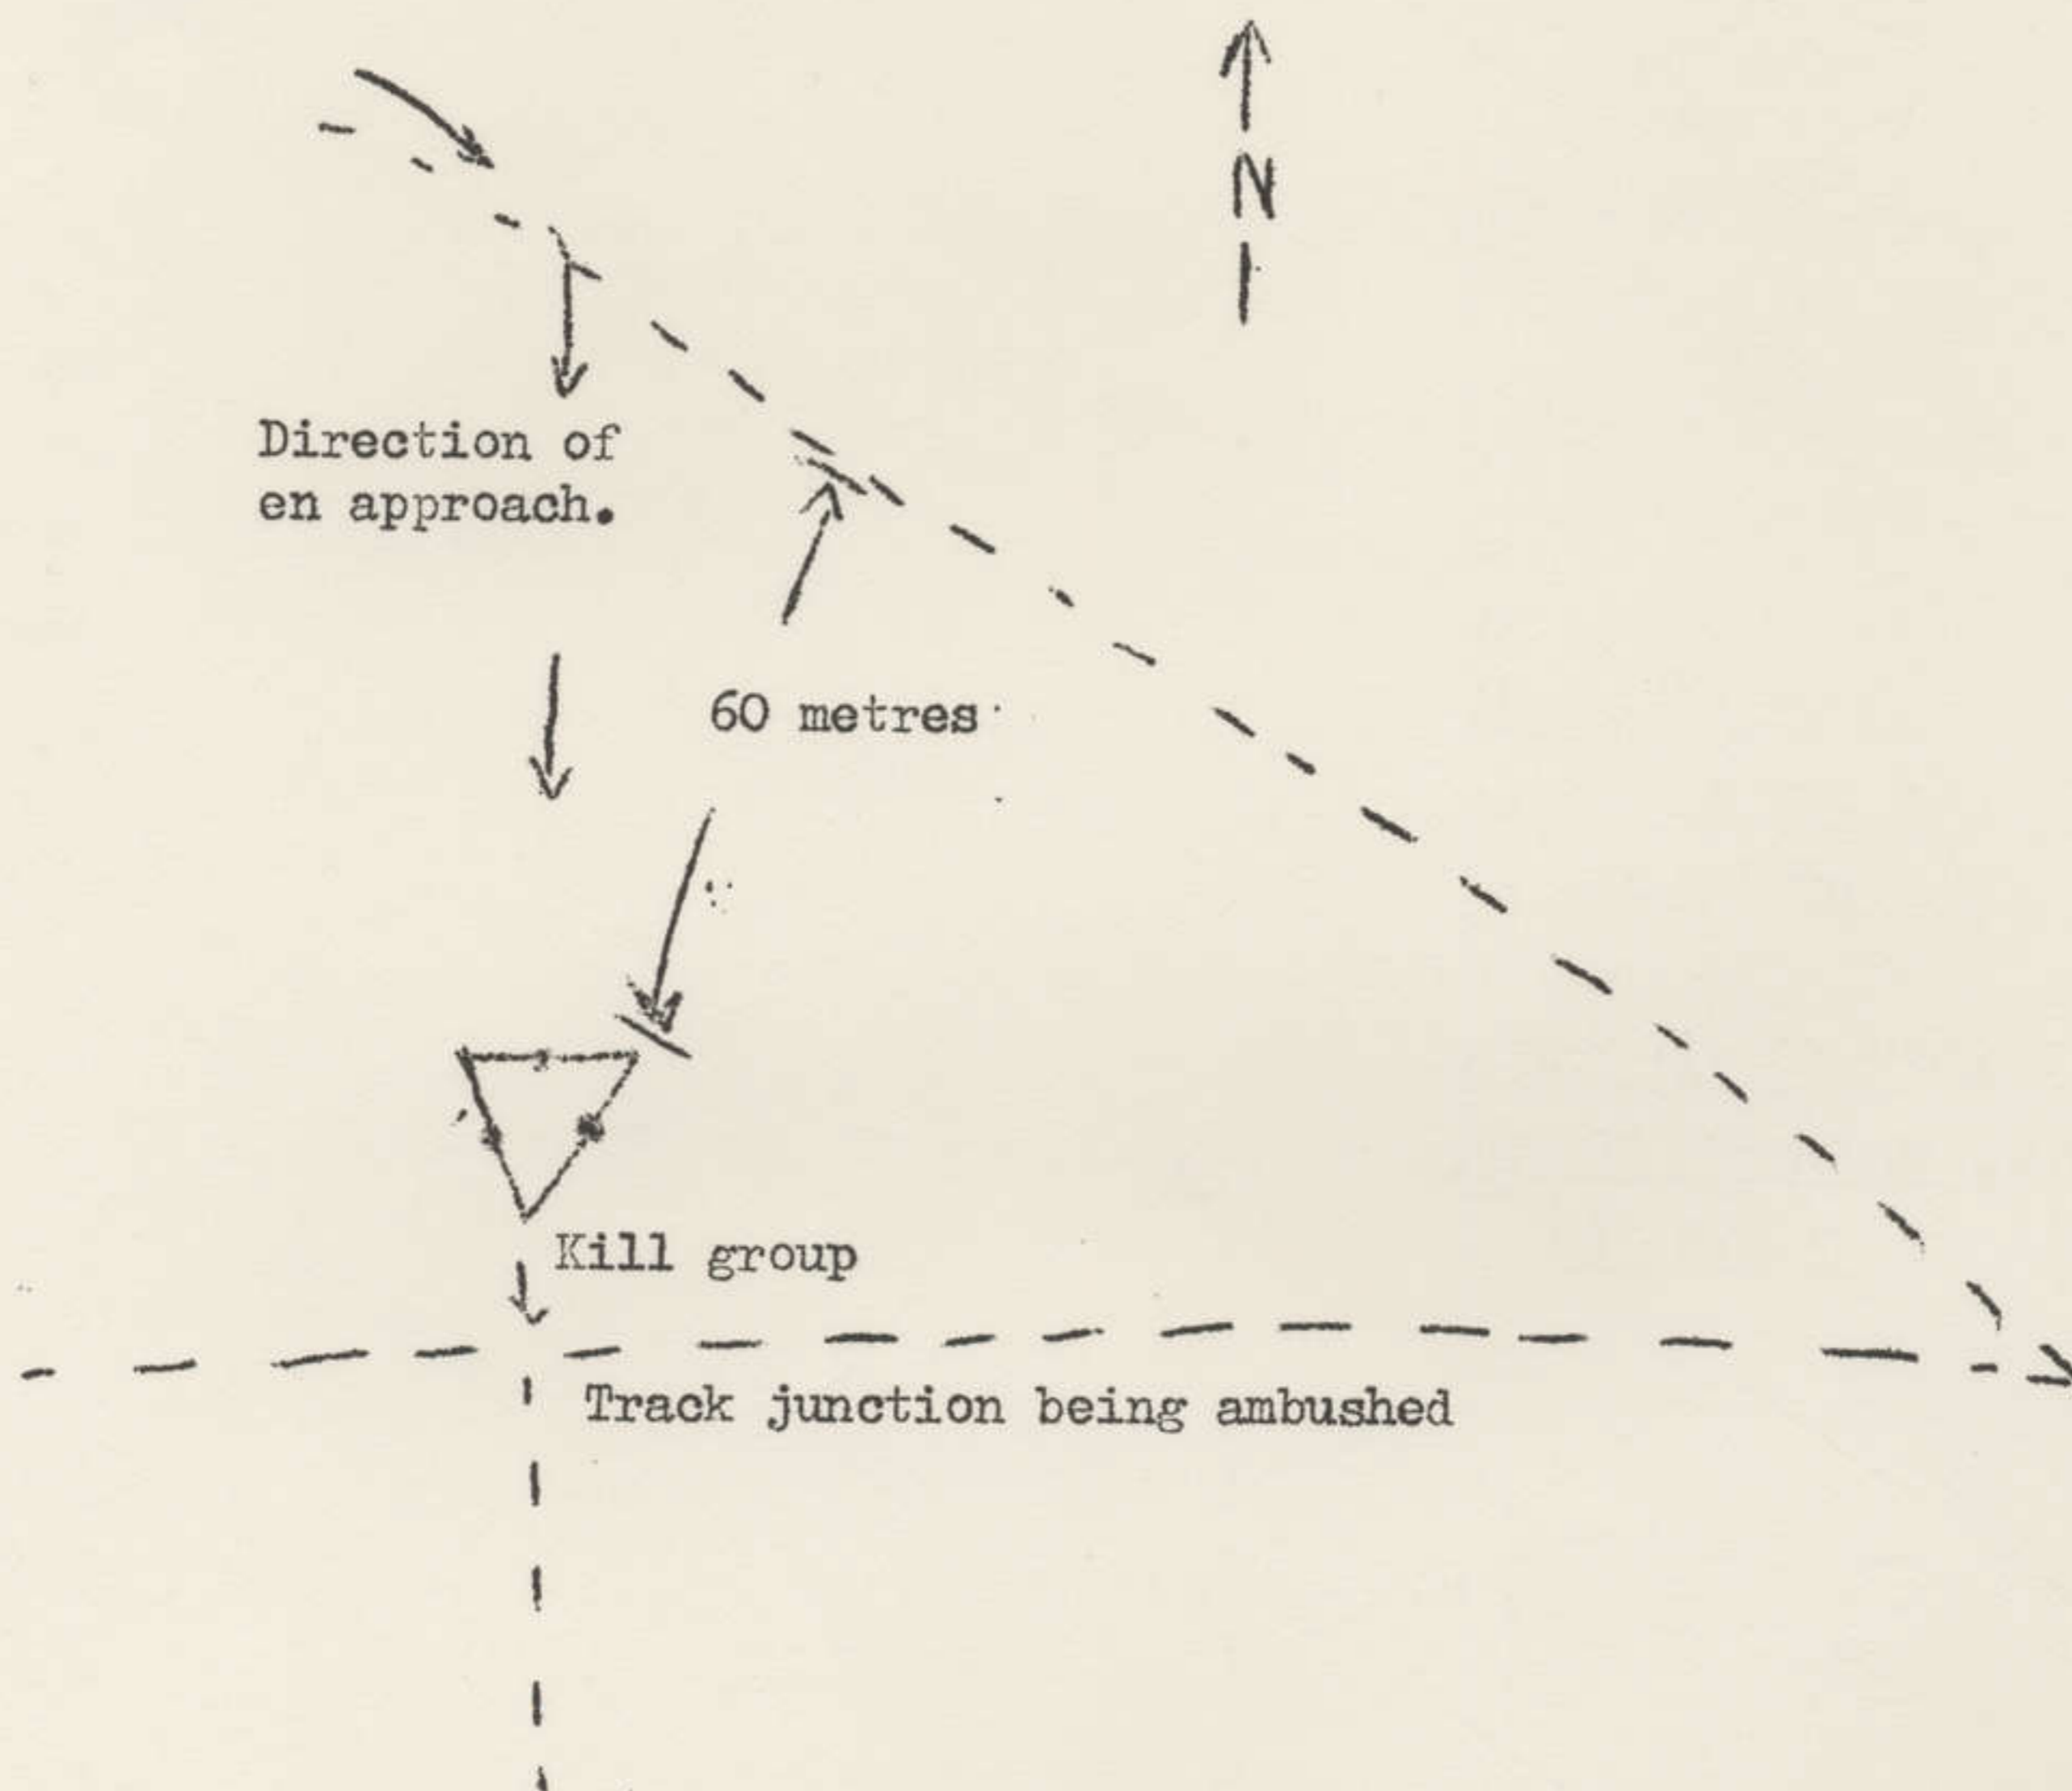 N
Direction of
en approach.
60 metres
Kill group
Track junction being ambushed